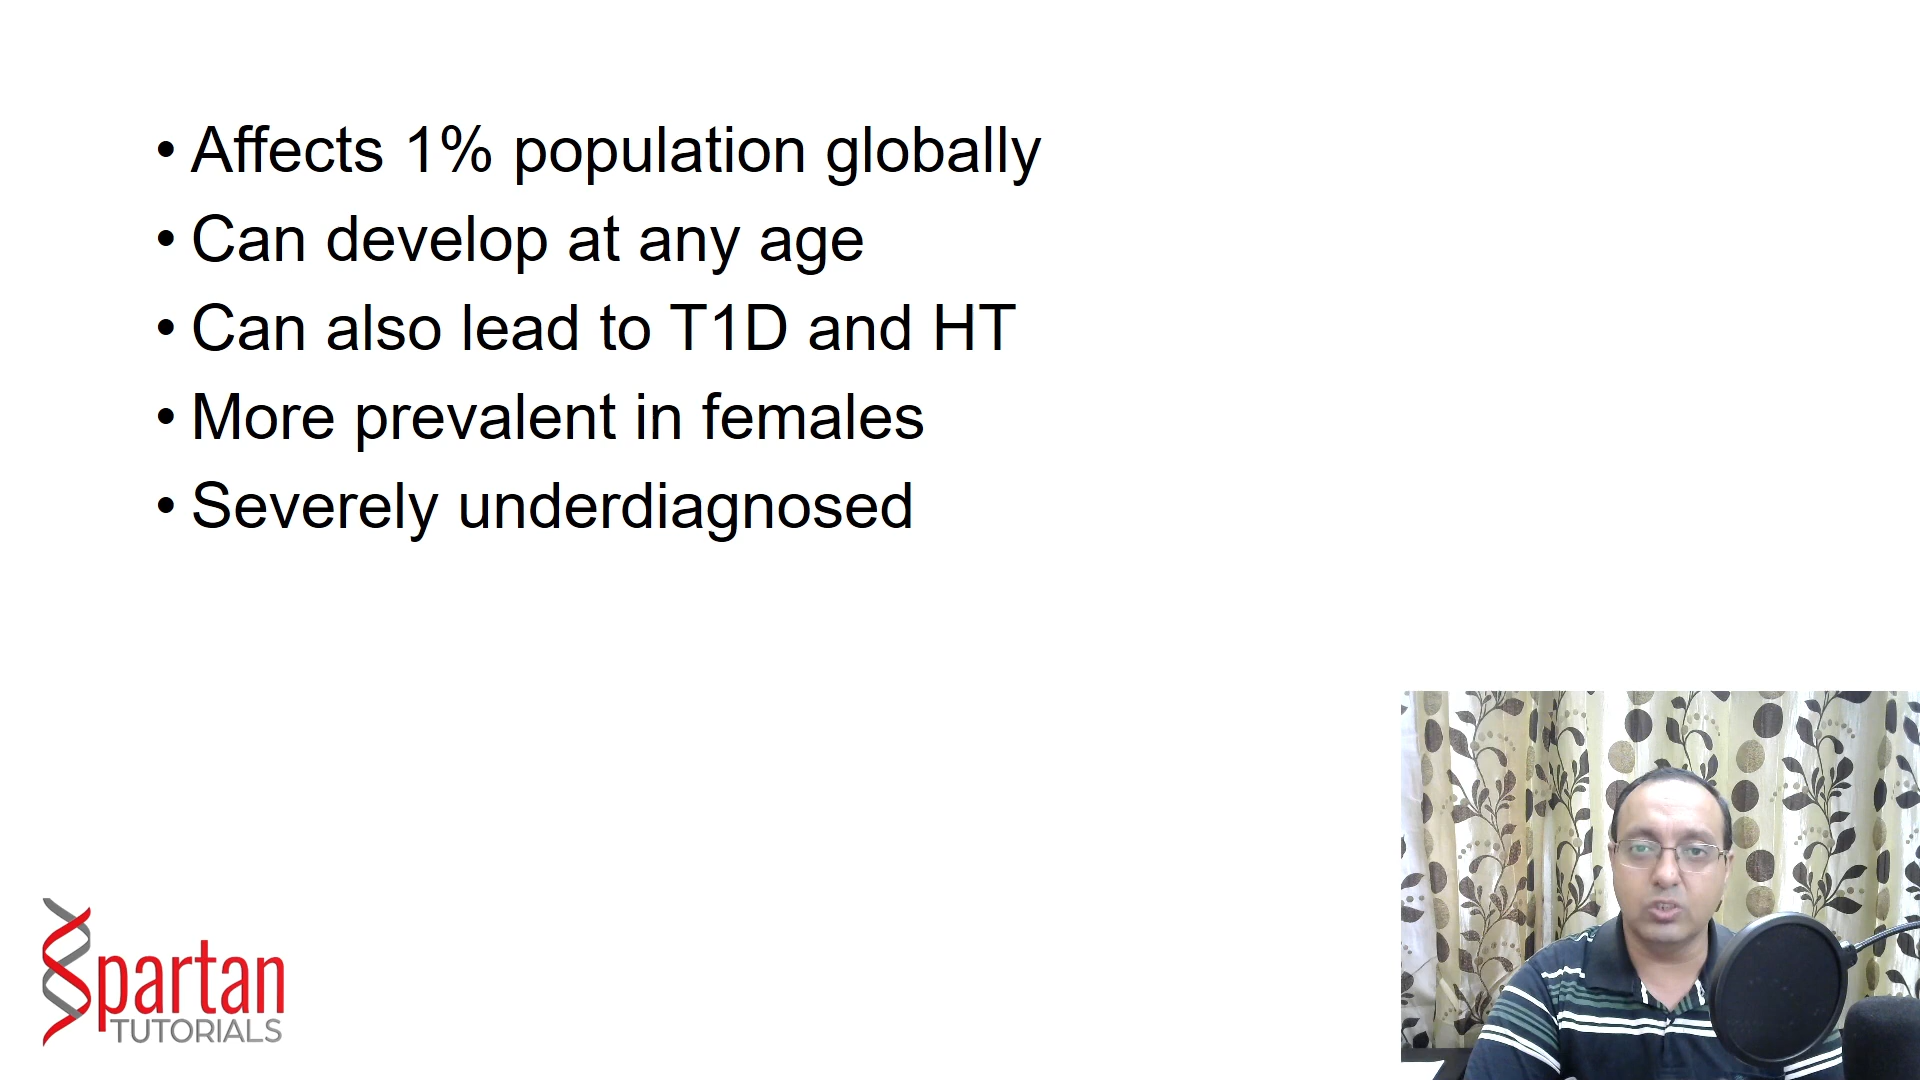 • Affects 1% population globally
• Can develop at any age
• Can also lead to T1D and HT
• More prevalent in females
• Severely underdiagnosed
Spartan
TUTORIALS